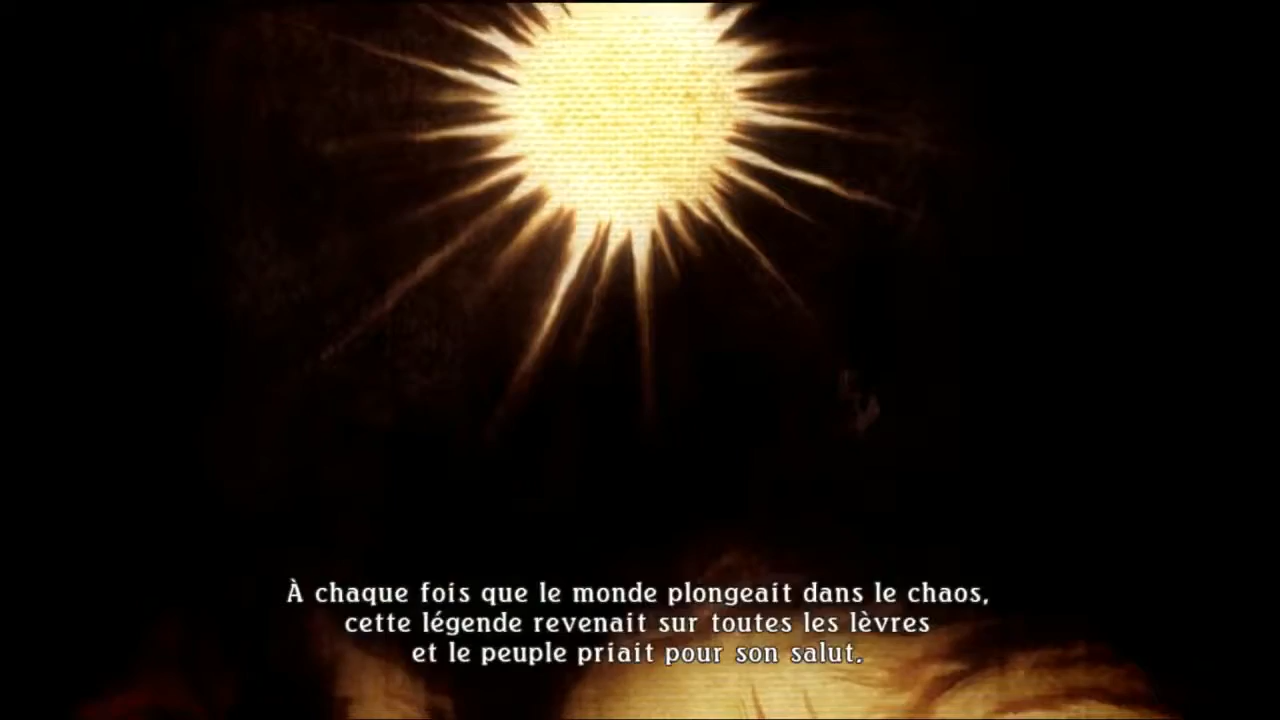 À chaque fois que le monde plongeait dans le chaos,
cette légende revenait sur toutes les lèvres
et le peuple priait pour son salut.